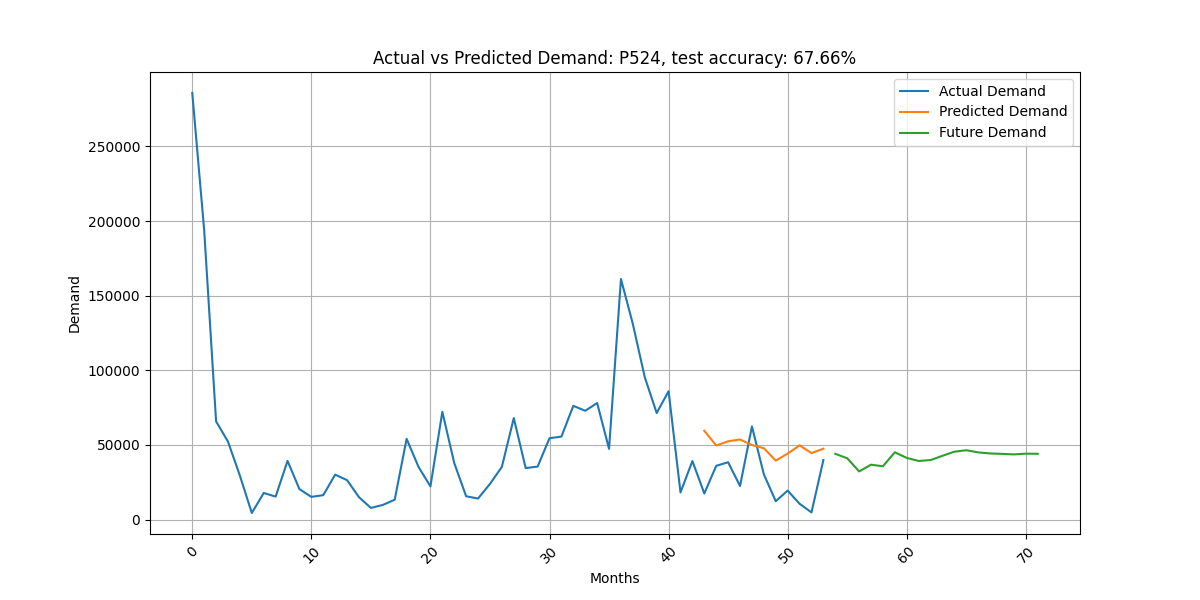 Actual vs Predicted Demand: P524, test accuracy: 67.66%
Actual Demand
Predicted Demand
Future Demand
Demand
250000
200000
150000
100000
50000
0
0
10
20
30
40
50
60
70
Months